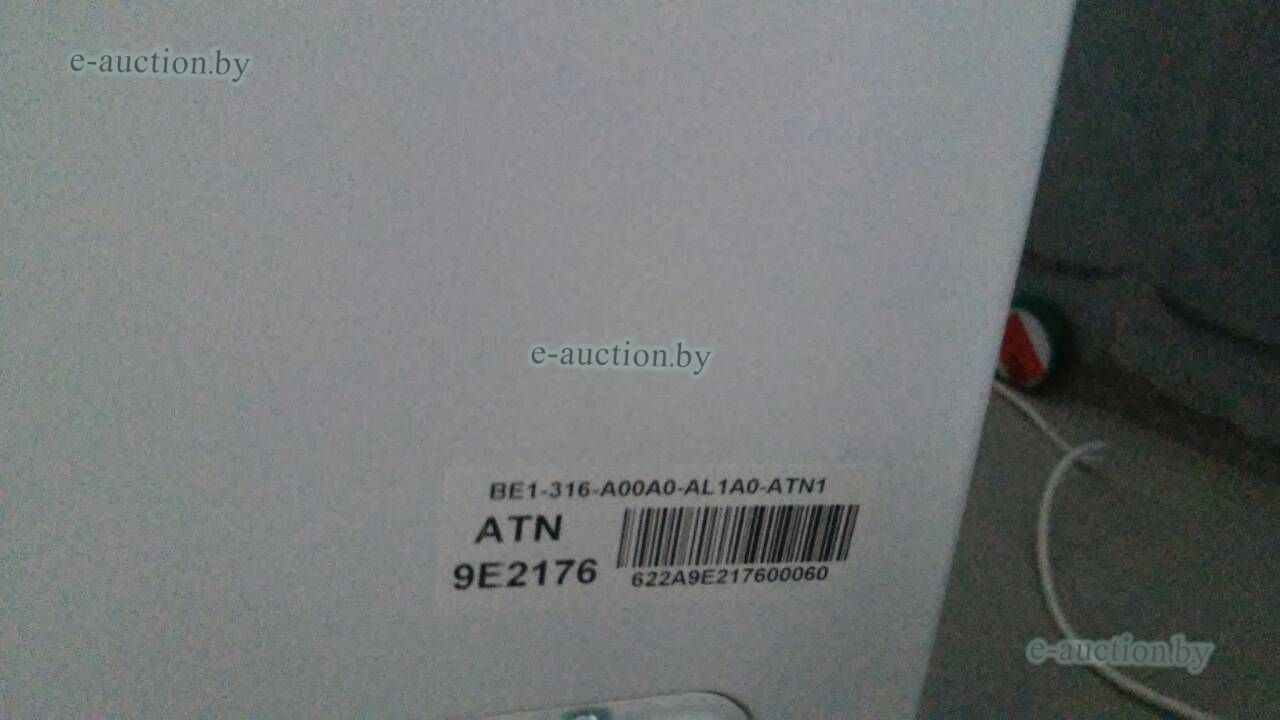 e-auction.by
e-auction.by
BE1-316-A00A0-AL1A0-ATN1
ATN
9E2176
622A9E217600060
e-auction.by